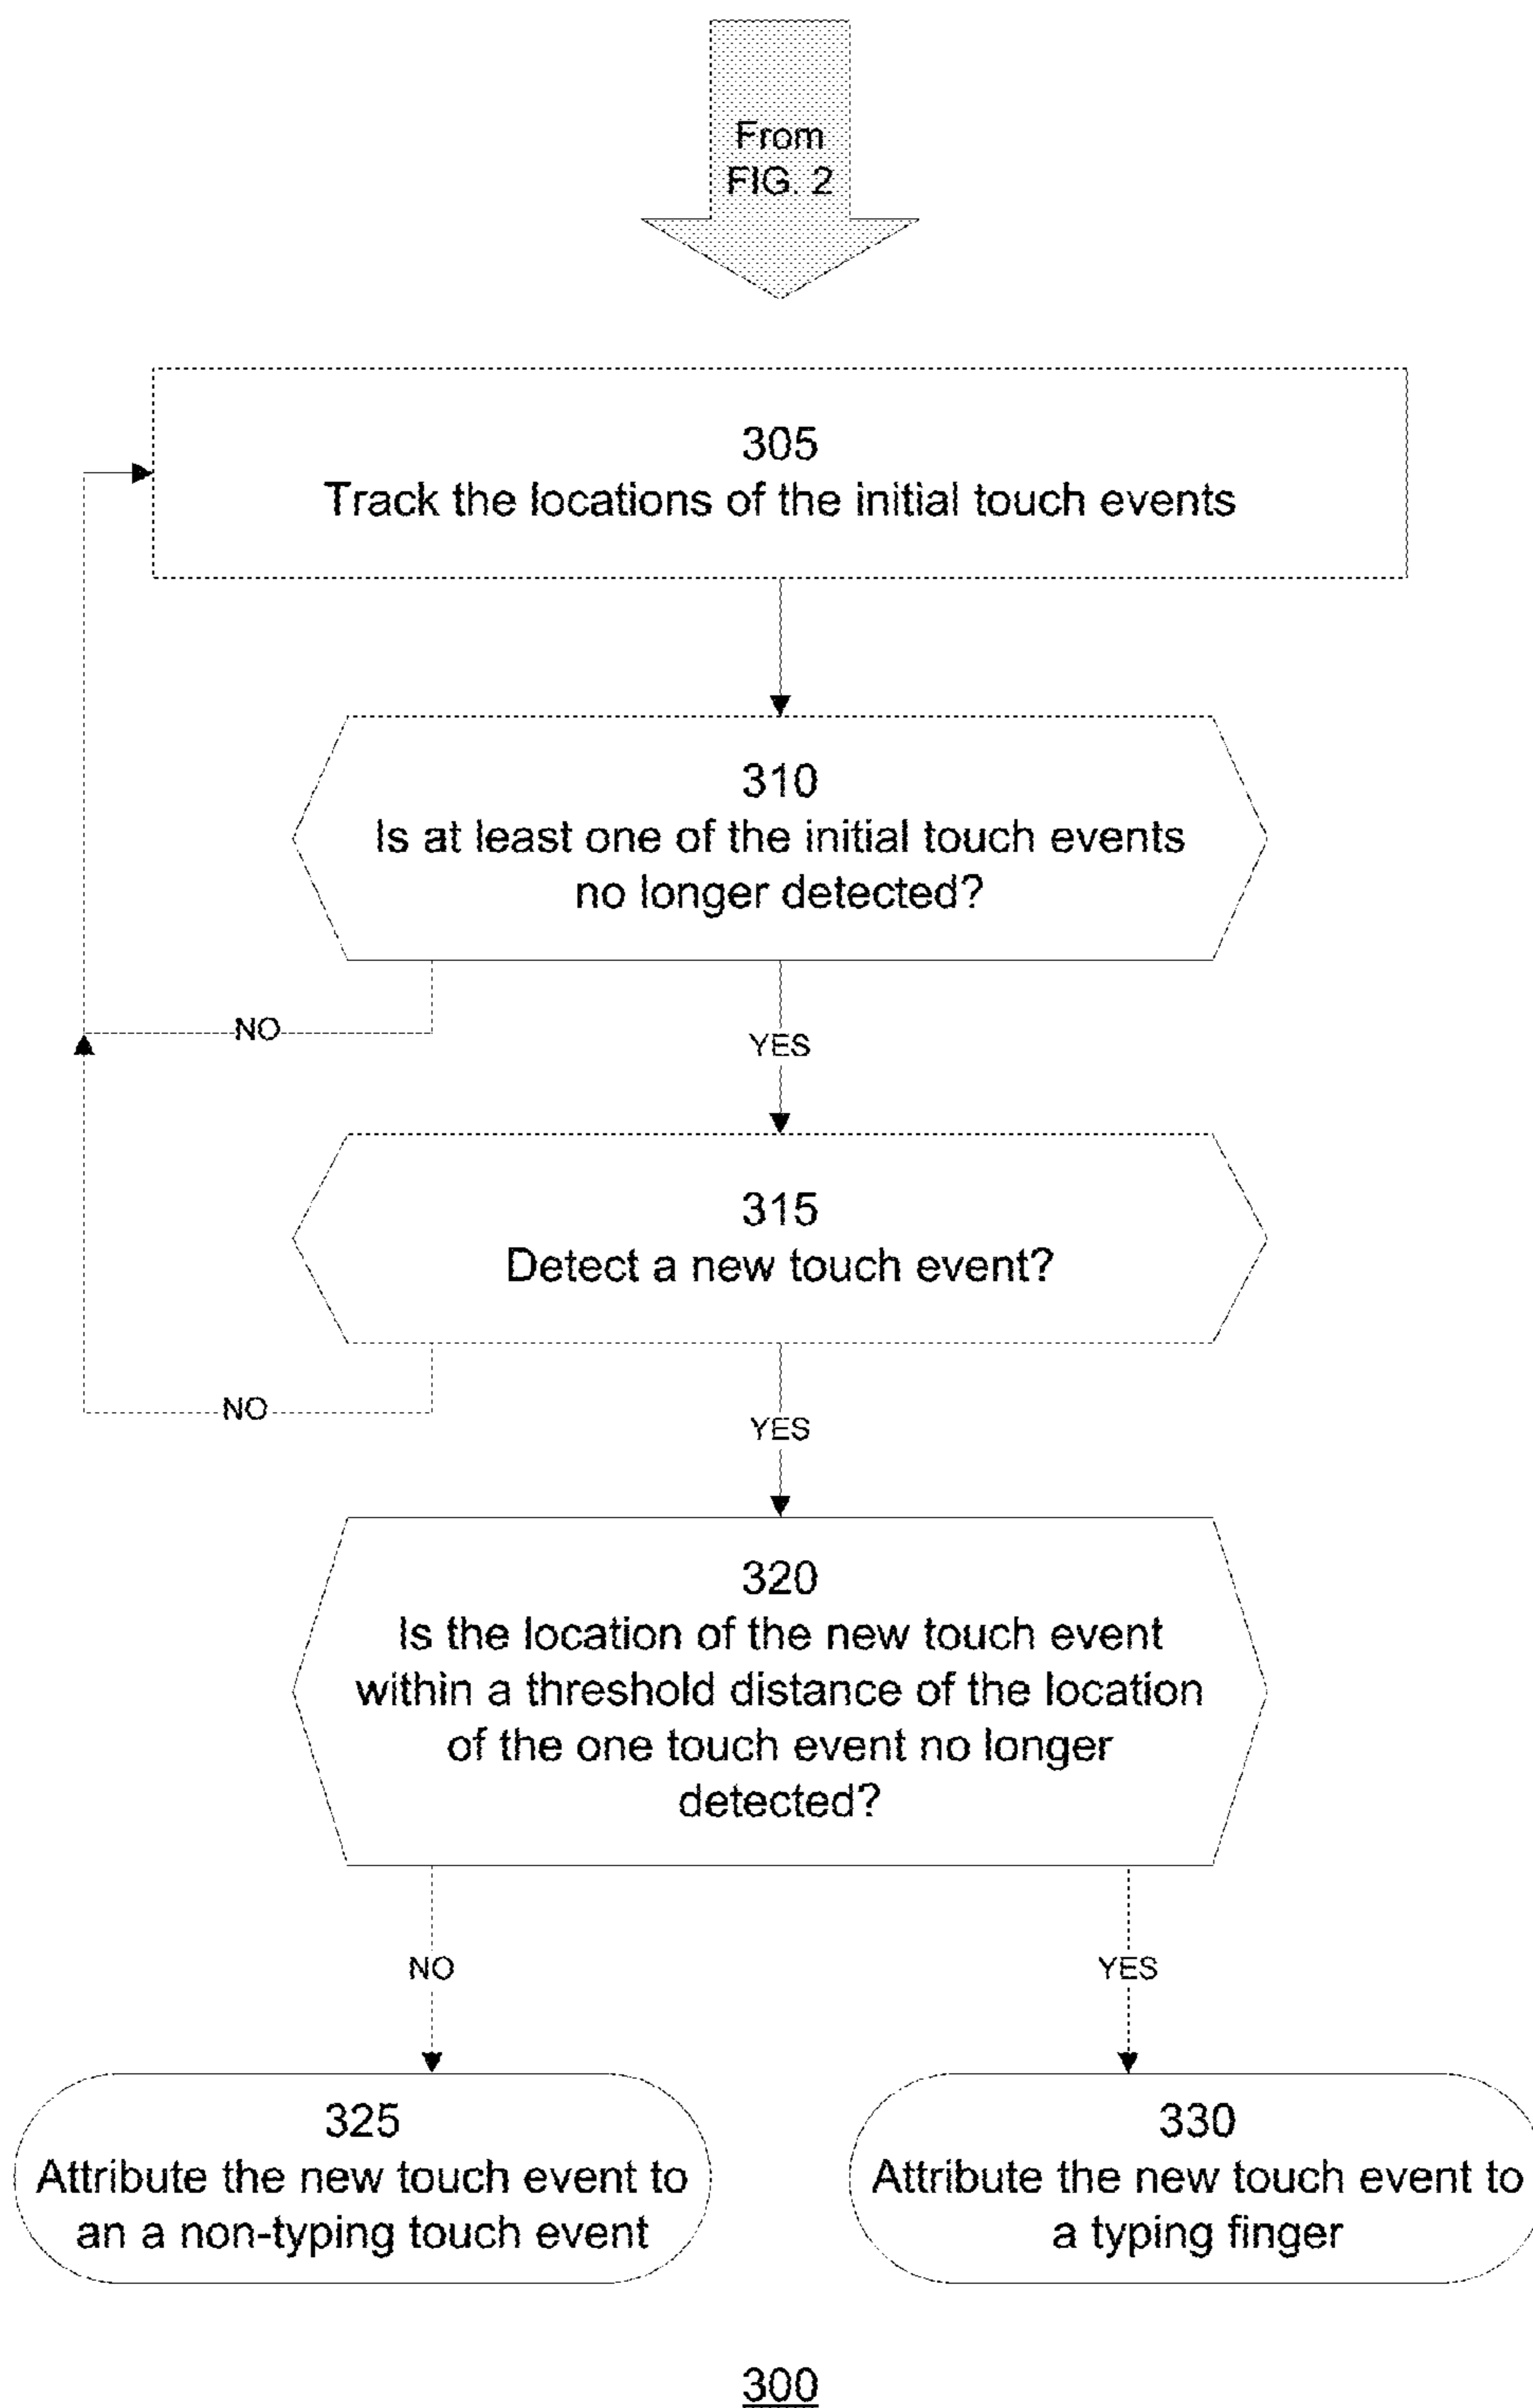 From
FIG. 2
305
Track the locations of the initial touch events
310
Is at least one of the initial touch events
no longer detected?
NO
YES
315
Detect a new touch event?
NO
YES
320
Is the location of the new touch event
within a threshold distance of the location
of the one touch event no longer
detected?
NO
YES
325
Attribute the new touch event to
an a non-typing touch event
330
Attribute the new touch event to
a typing finger
300